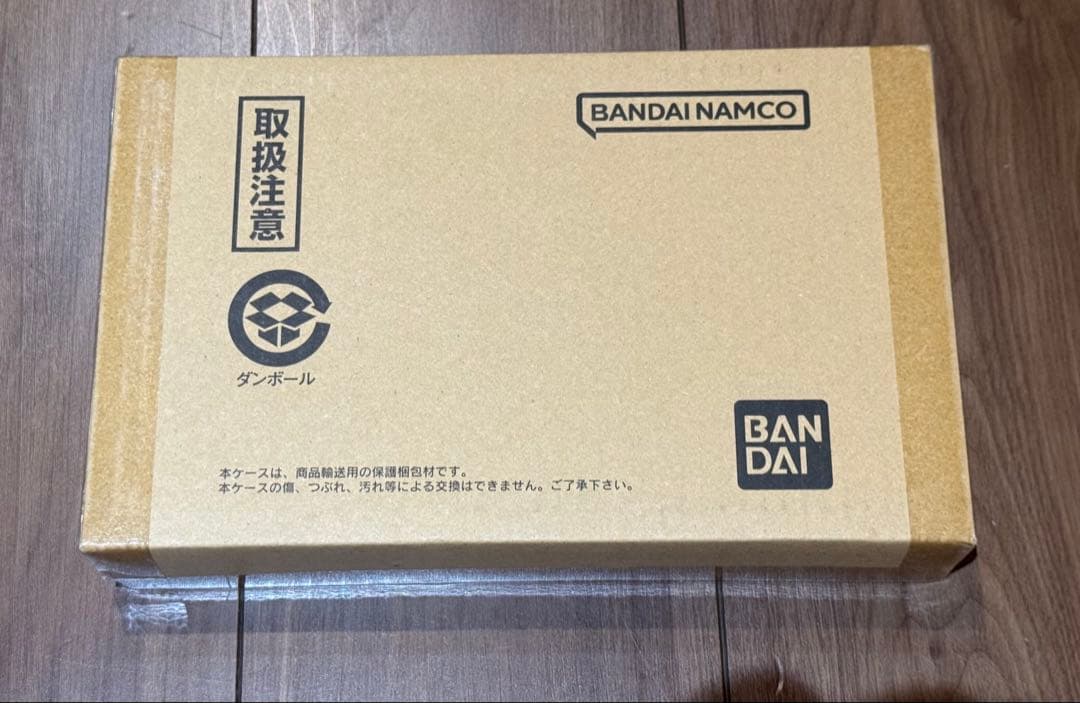 取扱注意
BANDAI NAMCO
ダンボール
BAN
DAI
本ケースは、商品輸送用の保護梱包材です。
本ケースの傷、つぶれ、汚れ等による交換はできません。ご了承下さい。